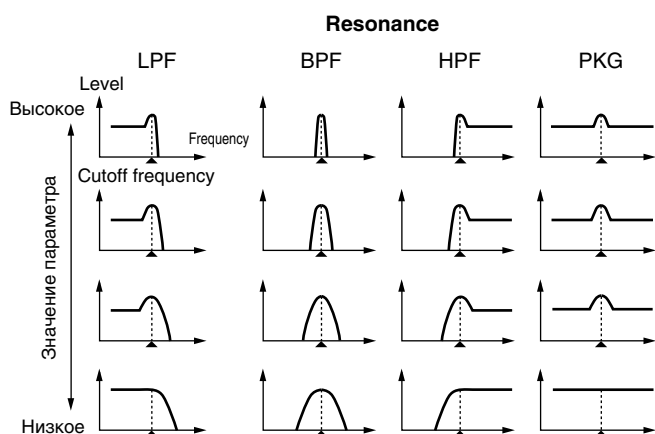 Resonance
LPF BPF HPF PKG
Level
Высокое
Frequency
Cutoff frequency
Значение параметра
Низкое